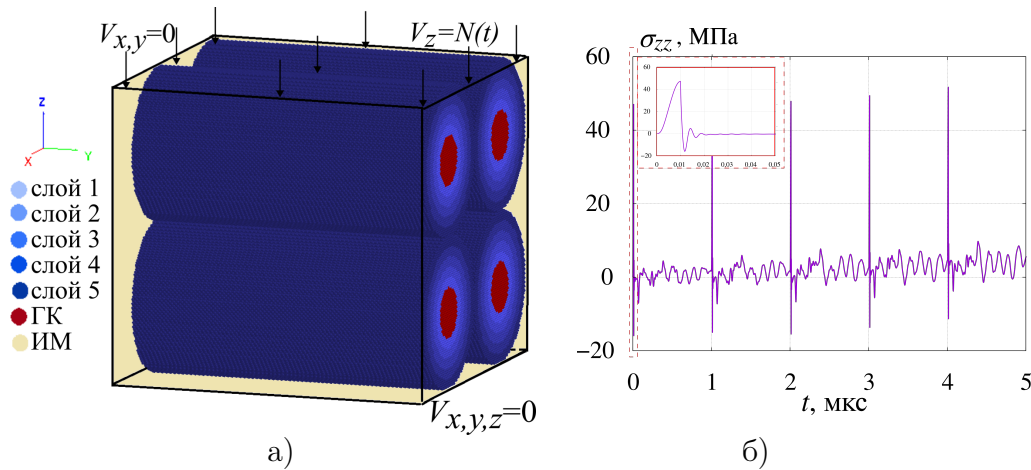 V_{x,y}=0
V_z=N(t)
Z
X
Y
слой 1
слой 2
слой 3
слой 4
слой 5
ГК
ИМ
V_{x,y,z}=0
а)
σ_{zz}, МПа
60
40
20
0
−20
0 1 2 3 4 5
t, мкс
60
40
20
0
−20
0 0.01 0.02 0.03 0.04 0.05
б)